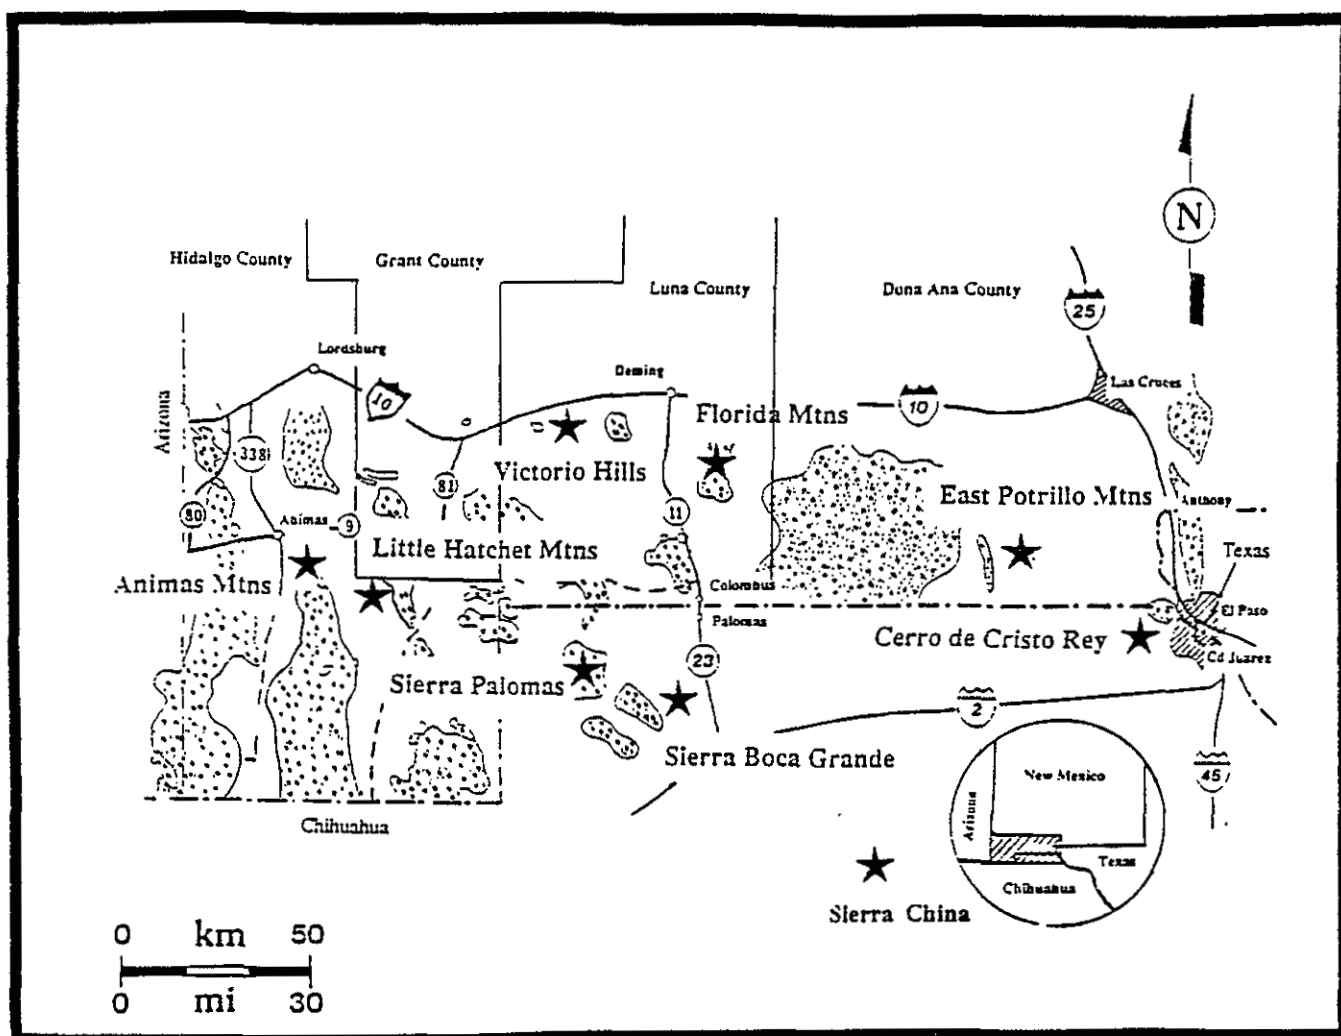 N
Hidalgo County
Grant County
Luna County
Dona Ana County
25
Lordsburg
Deming
Las Cruces
10
10
Arizona
Florida Mtns
338
Victorio Hills
81
East Potrillo Mtns
Anthony
80
11
Animas
9
Little Hatchet Mtns
Texas
Animas Mtns
Colombus
El Paso
Palomas
Cerro de Cristo Rey
Cd Juarez
23
Sierra Palomas
2
Sierra Boca Grande
45
New Mexico
Arizona
Chihuahua
Texas
Chihuahua
Sierra China
0 km 50
0 mi 30